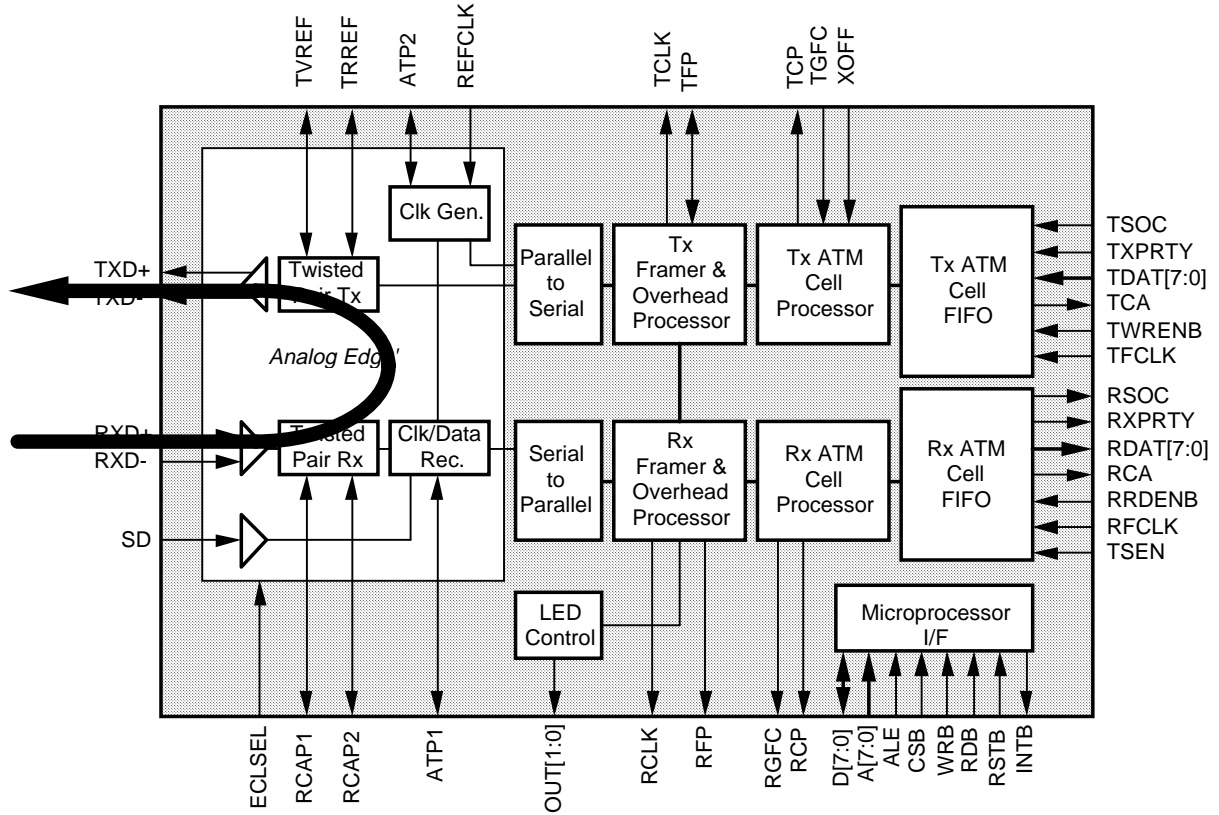 TVREF
TRREF
ATP2
REFCLK
TCLK
TFP
TCP
TGFC
XOFF
Clk Gen.
Parallel
to
Serial
Tx
Framer &
Overhead
Processor
Tx ATM
Cell
Processor
Tx ATM
Cell
FIFO
TSOC
TXPRTY
TDAT[7:0]
TCA
TWRENB
TFCLK
TXD+
TXD-
Twisted
Pair Tx
Analog Edge
RXD+
RXD-
SD
Twisted
Pair Rx
Clk/Data
Rec.
Serial
to
Parallel
Rx
Framer &
Overhead
Processor
Rx ATM
Cell
Processor
Rx ATM
Cell
FIFO
RSOC
RXPRTY
RDAT[7:0]
RCA
RRDENB
RFCLK
TSEN
LED
Control
Microprocessor
I/F
ECLSEL
RCAP1
RCAP2
ATP1
OUT[1:0]
RCLK
RFP
RGFC
RCP
D[7:0]
A[7:0]
ALE
CSB
WRB
RDB
RSTB
INTB